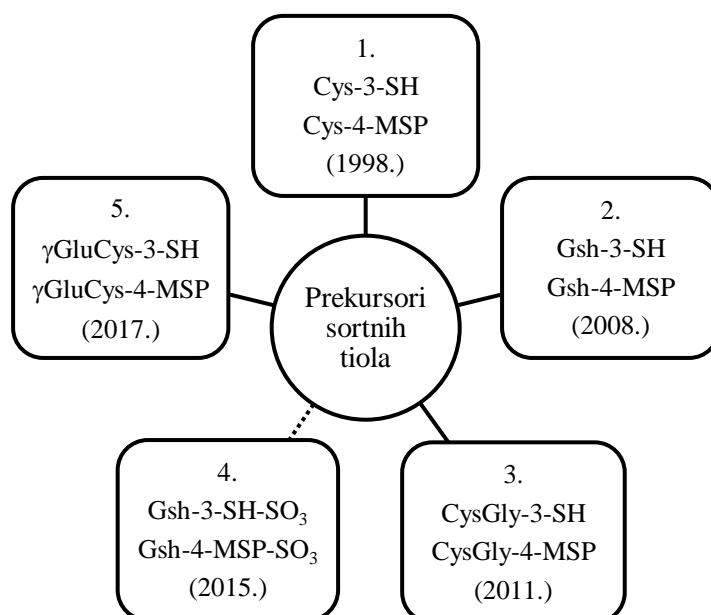 1.
Cys-3-SH
Cys-4-MSP
(1998.)
2.
Gsh-3-SH
Gsh-4-MSP
(2008.)
3.
CysGly-3-SH
CysGly-4-MSP
(2011.)
4.
Gsh-3-SH-SO₃
Gsh-4-MSP-SO₃
(2015.)
5.
γGluCys-3-SH
γGluCys-4-MSP
(2017.)
Prekursori
sortnih
tiola